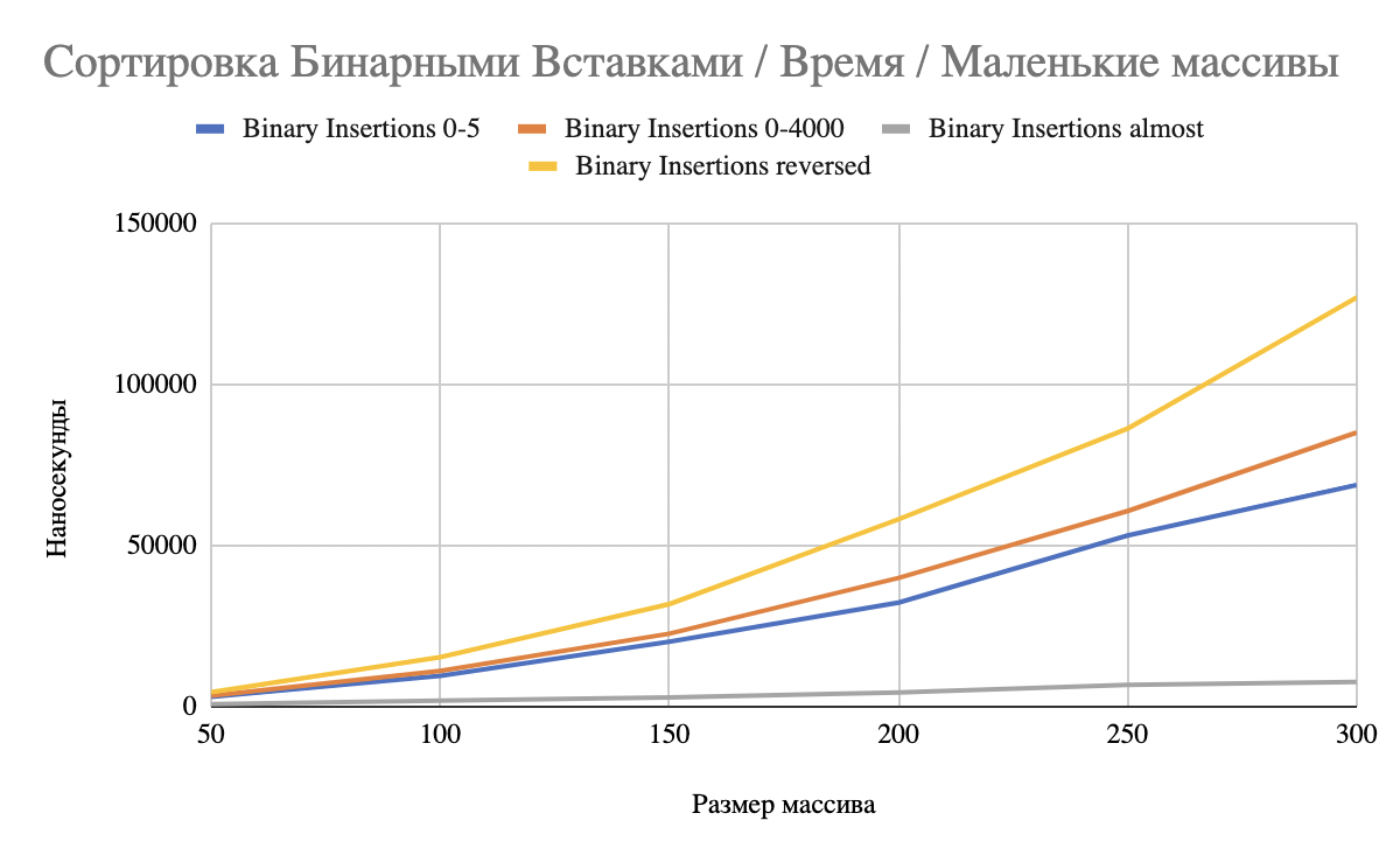 Сортировка Бинарными Вставками / Время / Маленькие массивы
Binary Insertions 0-5 Binary Insertions 0-4000 Binary Insertions almost
Binary Insertions reversed
150000
100000
50000
0
Наносекунды
50 100 150 200 250 300
Размер массива